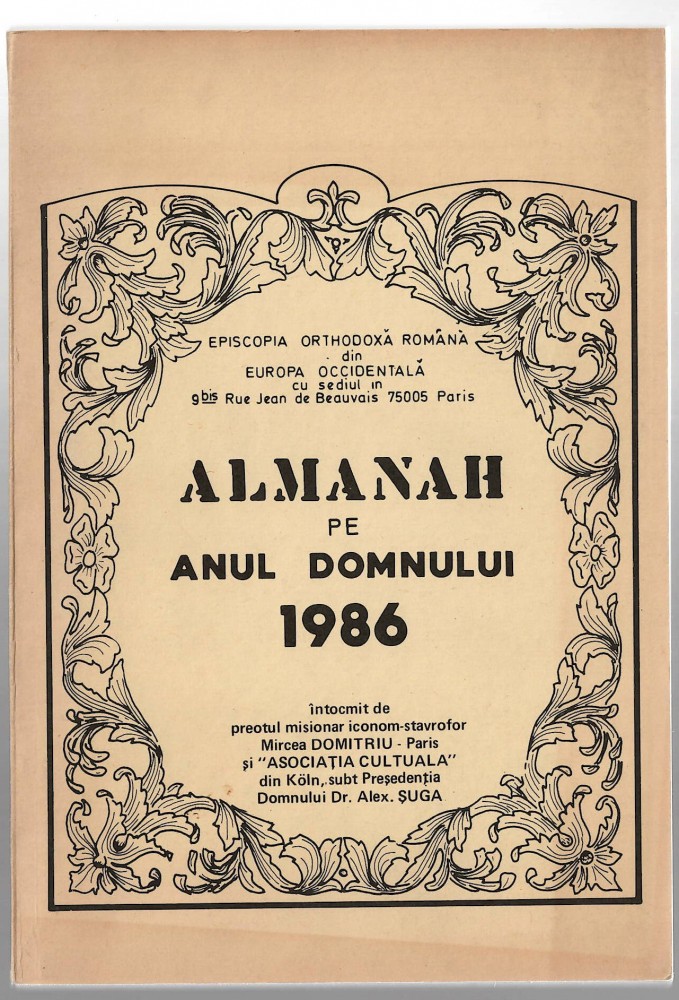 EPISCOPIA ORTHODOXĂ ROMÂNĂ
din
EUROPA OCCIDENTALĂ
cu sediul in
9bis Rue Jean de Beauvais 75005 Paris
ALMANAH
PE
ANUL DOMNULUI
1986
întocmit de
preotul misionar iconom-stavrofor
Mircea DOMITRIU - Paris
și "ASOCIAȚIA CULTUALA"
din Köln, subt Președenția
Domnului Dr. Alex. ȘUGA